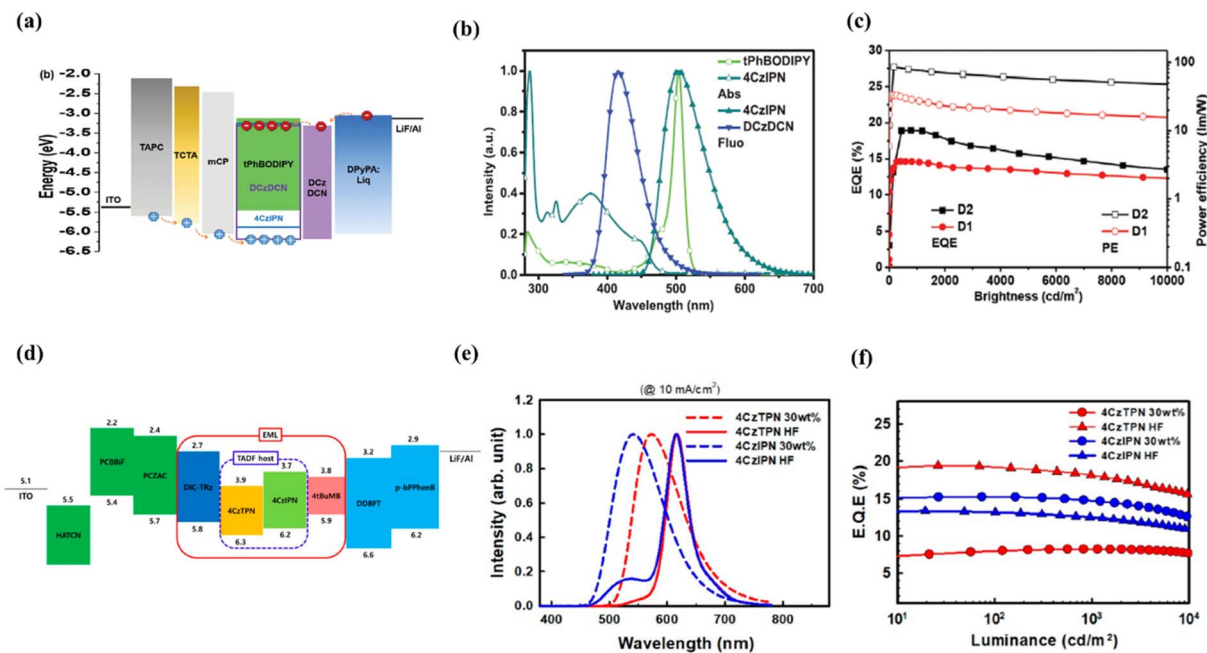 (a)
(b)
-2.0
-2.5
-3.0
-3.5
-4.0
-4.5
-5.0
-5.5
-6.0
-6.5
Energy (eV)
ITO
TAPC
TCTA
mCP
tPhBODIPY
DCzDCN
4CzIPN
DCz
DCN
DPyPA:
Liq
LiF/Al
(b)
1.0
0.8
0.6
0.4
0.2
0.0
Intensity (a.u.)
300
400
500
600
700
Wavelength (nm)
tPhBODIPY
4CzIPN
Abs
4CzIPN
DCzDCN
Fluo
(c)
30
25
20
15
10
5
0
EQE (%)
0
2000
4000
6000
8000
10000
Brightness (cd/m²)
100
10
1
0.1
Power efficiency (lm/W)
D2
D1
EQE
D2
D1
PE
(d)
5.1
ITO
5.5
HATCN
2.2
PCBBiF
5.4
2.4
PCZAC
5.7
EML
2.7
DIC-TRz
5.8
TADF host
3.9
4CzTPN
6.3
3.7
4CzIPN
6.2
3.8
4tBuMB
5.9
3.2
DDBFT
6.6
2.9
p-bPPhenB
6.2
LiF/Al
(e)
(@ 10 mA/cm²)
1.2
1.0
0.8
0.6
0.4
0.2
0.0
Intensity (arb. unit)
400
500
600
700
800
Wavelength (nm)
4CzTPN 30wt%
4CzTPN HF
4CzIPN 30wt%
4CzIPN HF
(f)
25
20
15
10
5
E.Q.E (%)
10¹
10²
10³
10⁴
Luminance (cd/m²)
4CzTPN 30wt%
4CzTPN HF
4CzIPN 30wt%
4CzIPN HF